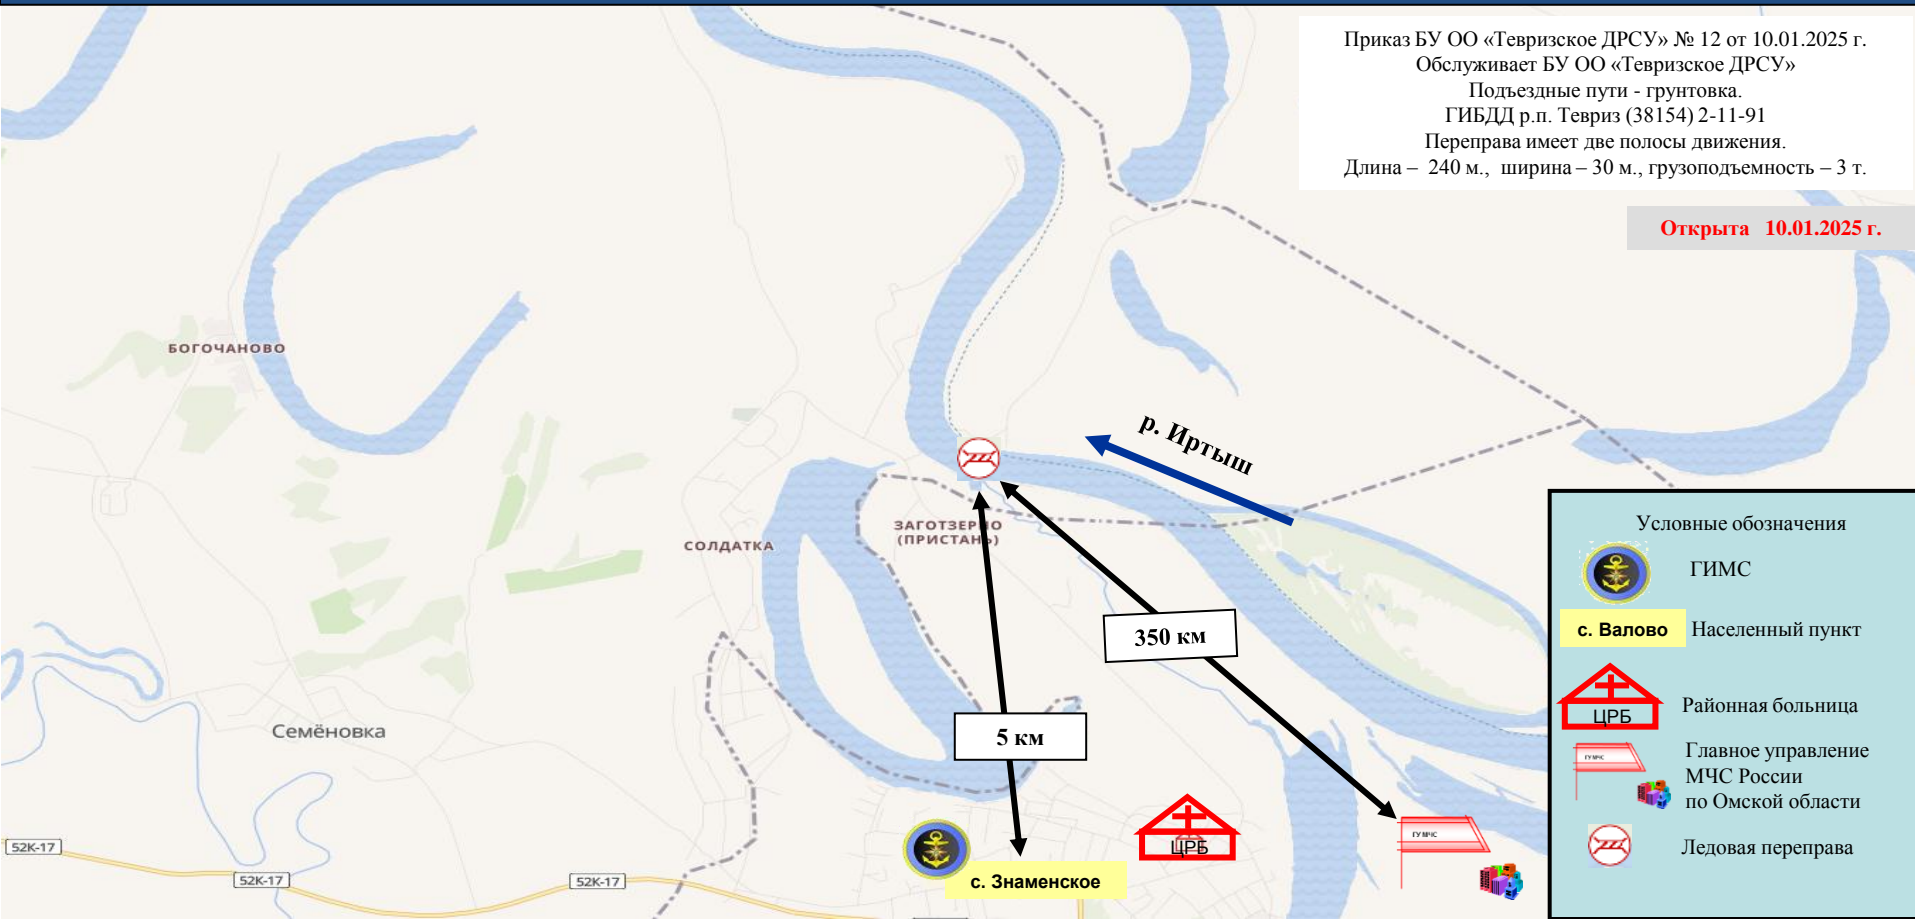 Приказ БУ ОО «Тевризское ДРСУ» № 12 от 10.01.2025 г.
Обслуживает БУ ОО «Тевризское ДРСУ»
Подъездные пути - грунтовка.
ГИБДД р.п. Тевриз (38154) 2-11-91
Переправа имеет две полосы движения.
Длина – 240 м., ширина – 30 м., грузоподъемность – 3 т.
Открыта 10.01.2025 г.
БОГОЧАНОВО
р. Иртыш
ЗАГОТЗЕРНО
(ПРИСТАНЬ)
СОЛДАТКА
350 км
5 км
Семёновка
52К-17
52К-17
52К-17
ЦРБ
ГУ МЧС
с. Знаменское
Условные обозначения
ГИМС
с. Валово Населенный пункт
ЦРБ Районная больница
ГУ МЧС
Главное управление
МЧС России
по Омской области
Ледовая переправа